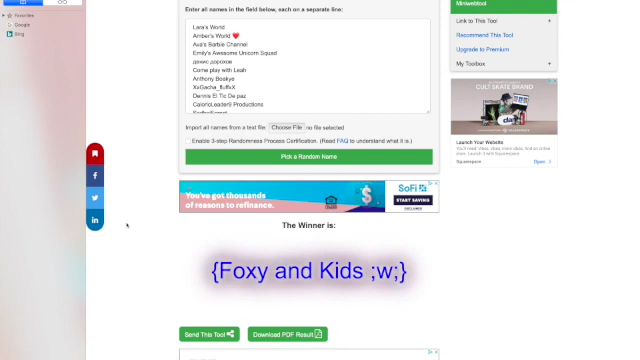 Favorites
Google
Bing
Enter all names in the field below, each on a separate line:
Lara's World
Amber's World ❤️
Ava's Barbie Channel
Emily's Awesome Unicorn Squad
денис дорохов
Come play with Leah
Anthony Boakye
XxGacha_fluffxX
Dennis El Tic De paz
Import all names from a text file: Choose File no file selected
Enable 3-step Randomness Process Certification. (Read FAQ to understand what it is.)
Pick a Random Name
You've got thousands
of reasons to refinance.
SoFi
START SAVING
The Winner is:
{Foxy and Kids ;w;}
Send This Tool
Download PDF Result
Miniwebtool
Link to This Tool +
Recommend This Tool
Upgrade to Premium
My Toolbox +
CULT SKATE BRAND
Launch Your Website
Squarespace
Open >